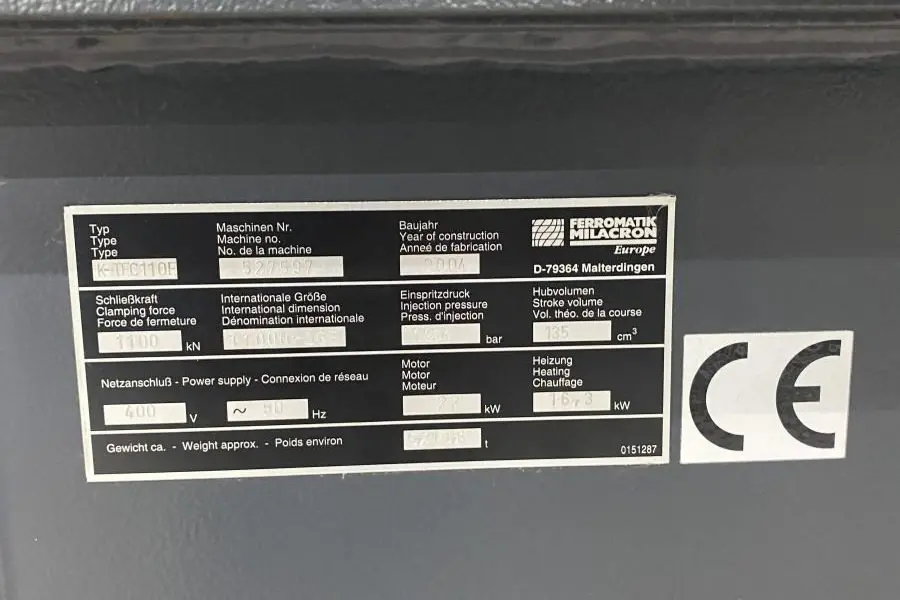 Typ
Type
Type
K-TEC110F
Maschinen Nr.
Machine no.
No. de la machine
Baujahr
Year of construction
Anneé de fabrication
2004
FERROMATIK
MILACRON
Europe
D-79364 Malterdingen
Schließkraft
Clamping force
Force de fermeture
1100 kN
Internationale Größe
International dimension
Dénomination internationale
Einspritzdruck
Injection pressure
Press. d'injection
bar
Hubvolumen
Stroke volume
Vol. théo. de la course
135 cm³
Netzanschluß - Power supply - Connexion de réseau
400 V
~ 50 Hz
Motor
Motor
Moteur
22 kW
Heizung
Heating
Chauffage
16,3 kW
Gewicht ca. - Weight approx. - Poids environ
t
0151287
CE